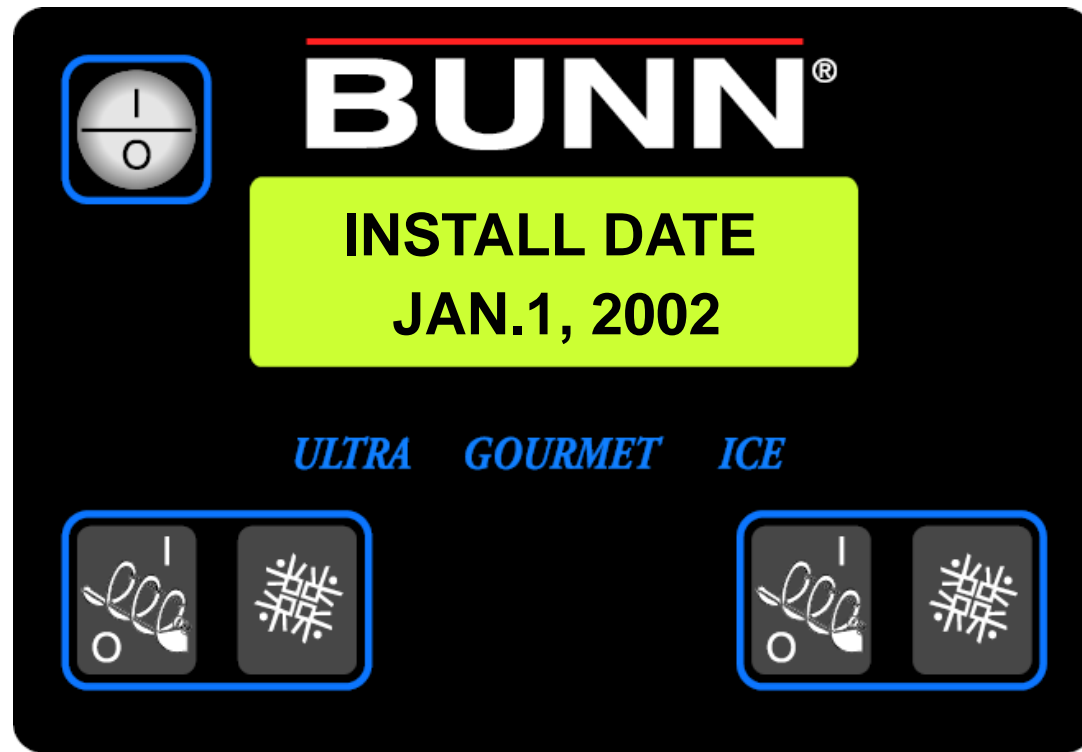 I
O
BUNN®
INSTALL DATE
JAN.1, 2002
ULTRA GOURMET ICE
I
O
I
O